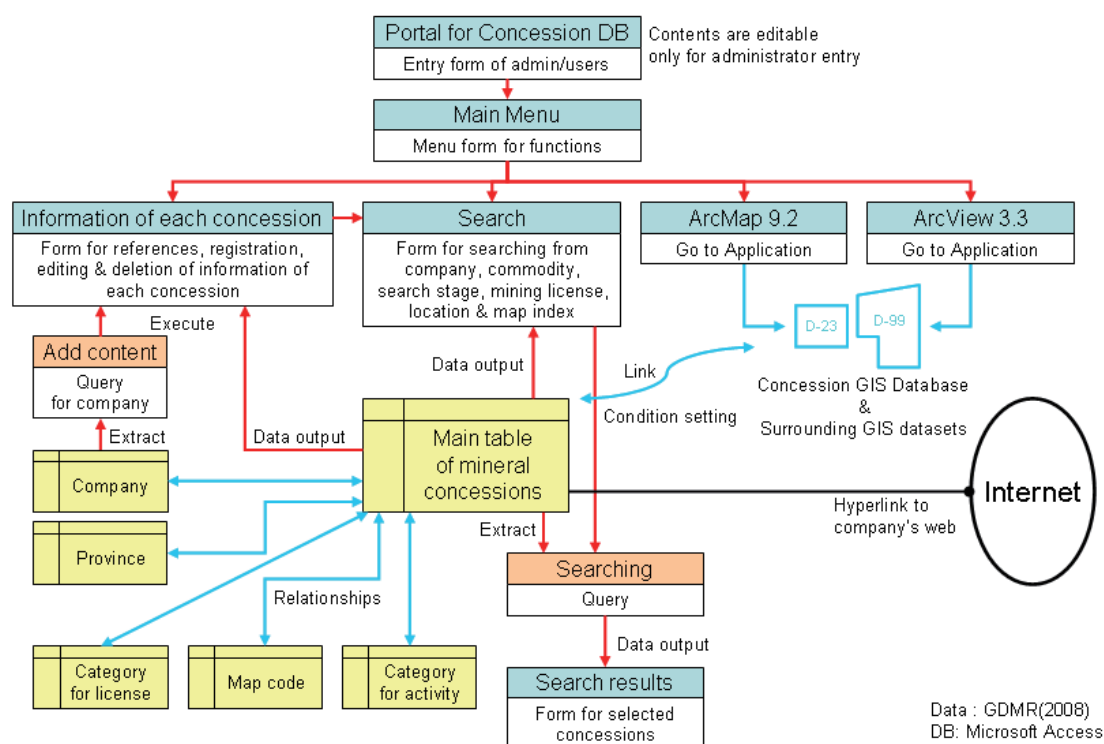 Portal for Concession DB
Entry form of admin/users
Contents are editable
only for administrator entry
Main Menu
Menu form for functions
Information of each concession
Form for references, registration,
editing & deletion of information of
each concession
Search
Form for searching from
company, commodity,
search stage, mining license,
location & map index
ArcMap 9.2
Go to Application
ArcView 3.3
Go to Application
Execute
Add content
Query
for company
Extract
Data output
Data output
Link
Condition setting
D-23
D-99
Concession GIS Database
&
Surrounding GIS datasets
Company
Province
Main table
of mineral
concessions
Internet
Hyperlink to
company's web
Extract
Searching
Query
Relationships
Data output
Category
for license
Map code
Category
for activity
Search results
Form for selected
concessions
Data : GDMR(2008)
DB: Microsoft Access